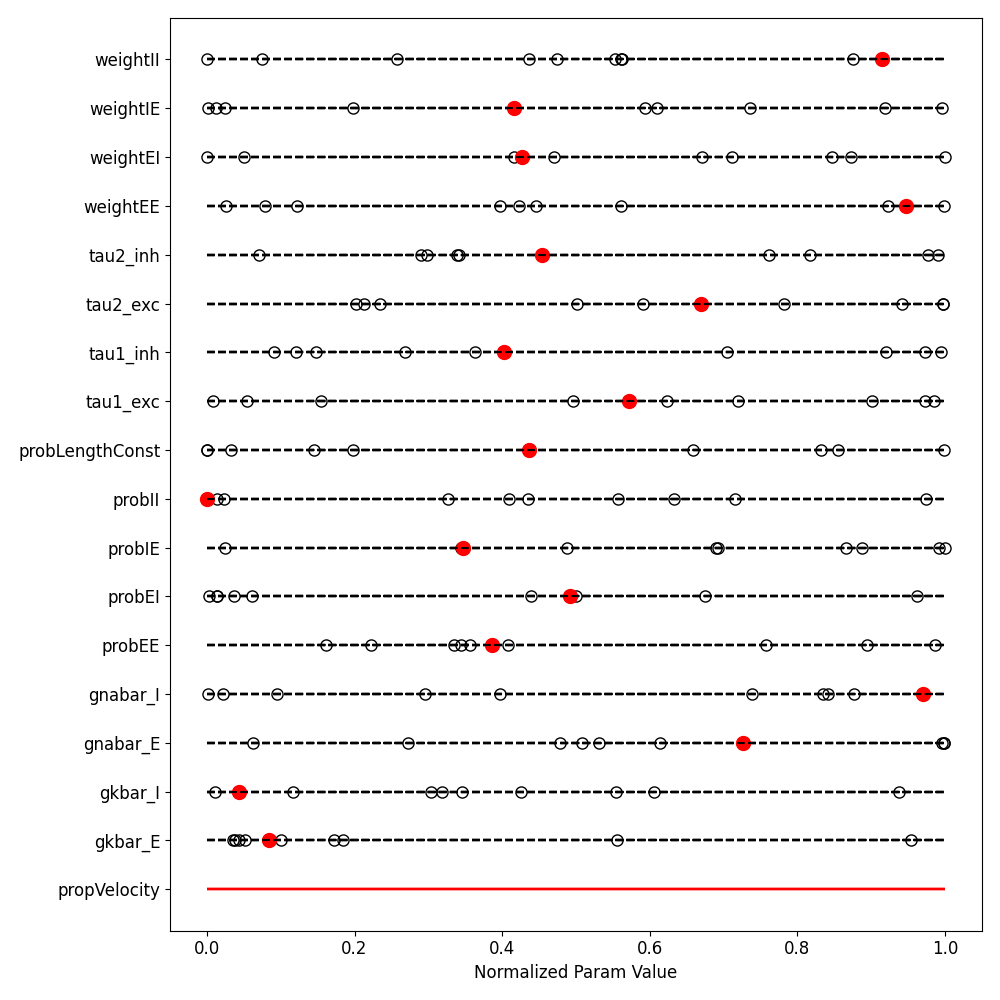 weightII
weightIE
weightEI
weightEE
tau2_inh
tau2_exc
tau1_inh
tau1_exc
probLengthConst
probII
probIE
probEI
probEE
gnabar_I
gnabar_E
gkbar_I
gkbar_E
propVelocity
0.0 0.2 0.4 0.6 0.8 1.0
Normalized Param Value